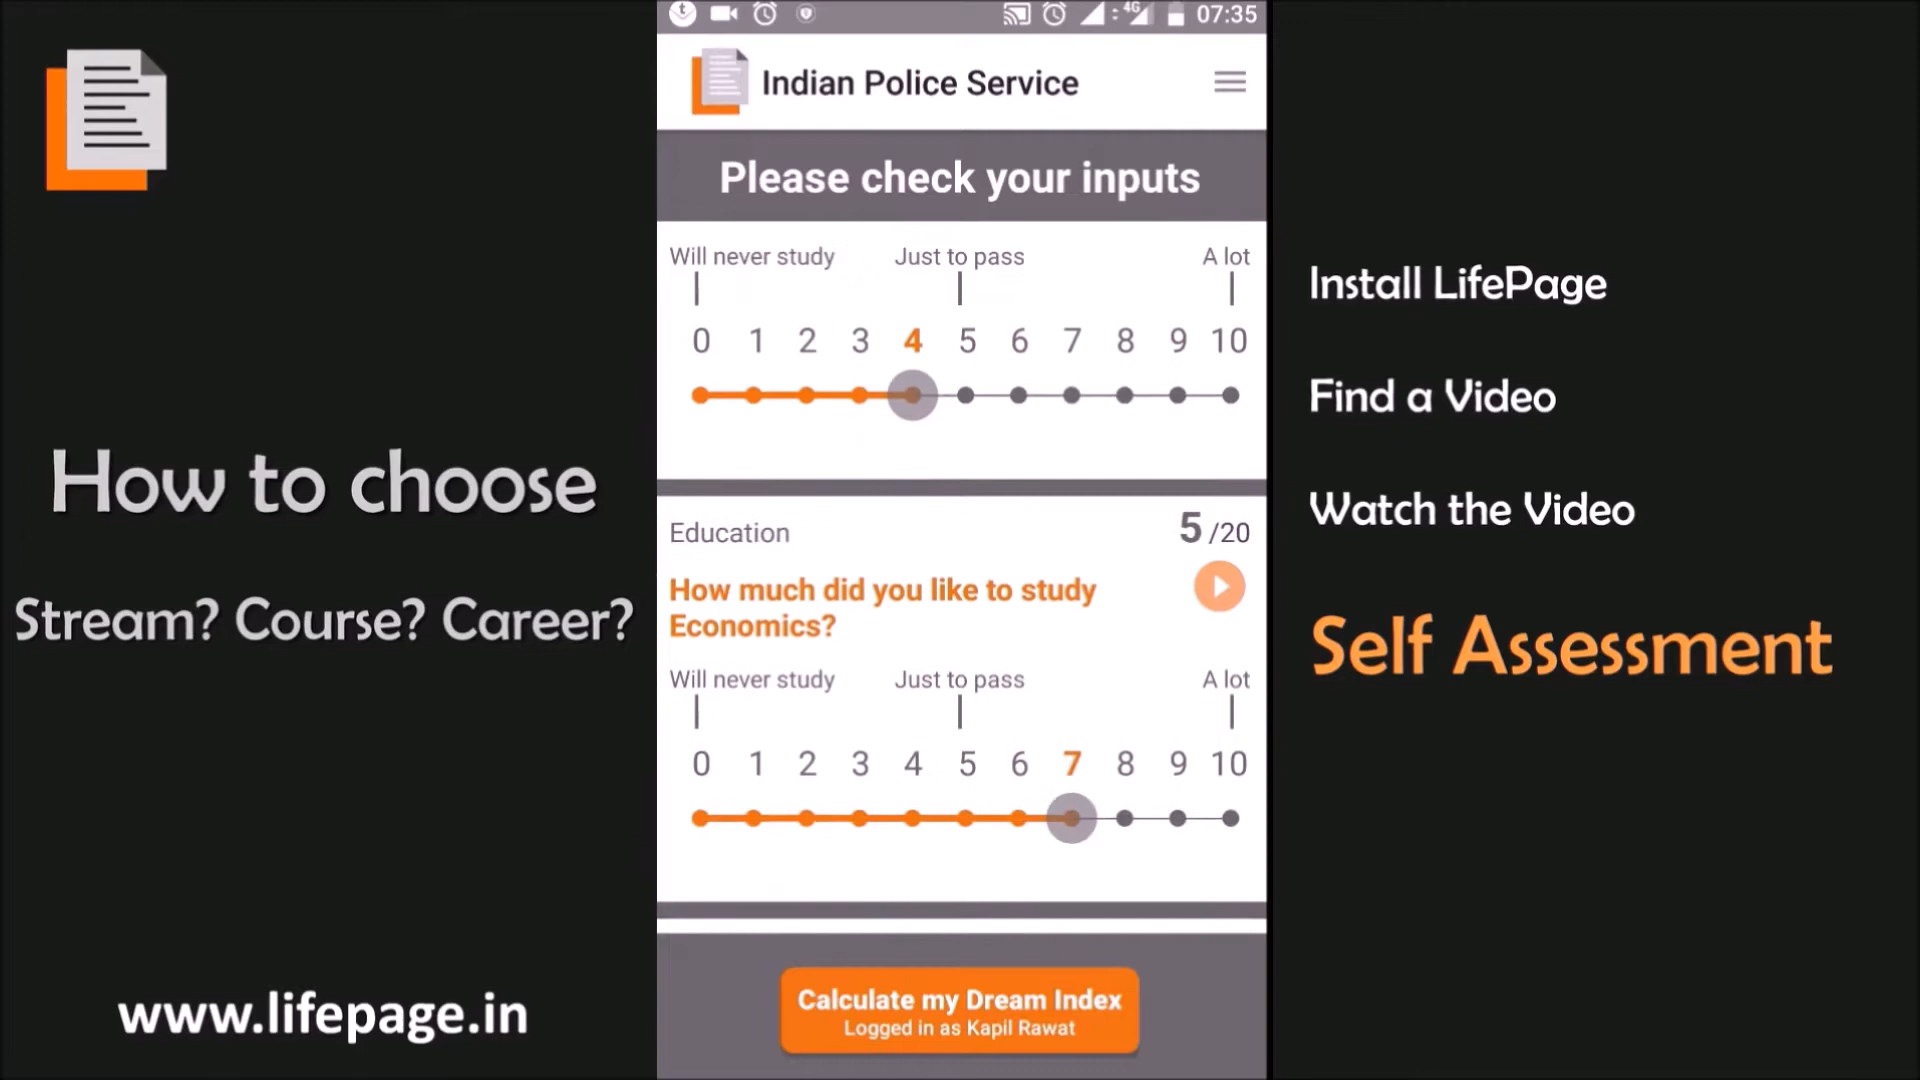 How to choose
Stream? Course? Career?
www.lifepage.in
4G 07:35
Indian Police Service
Please check your inputs
Will never study Just to pass A lot
0 1 2 3 4 5 6 7 8 9 10
Education 5 /20
How much did you like to study
Economics?
Will never study Just to pass A lot
0 1 2 3 4 5 6 7 8 9 10
Calculate my Dream Index
Logged in as Kapil Rawat
Install LifePage
Find a Video
Watch the Video
Self Assessment